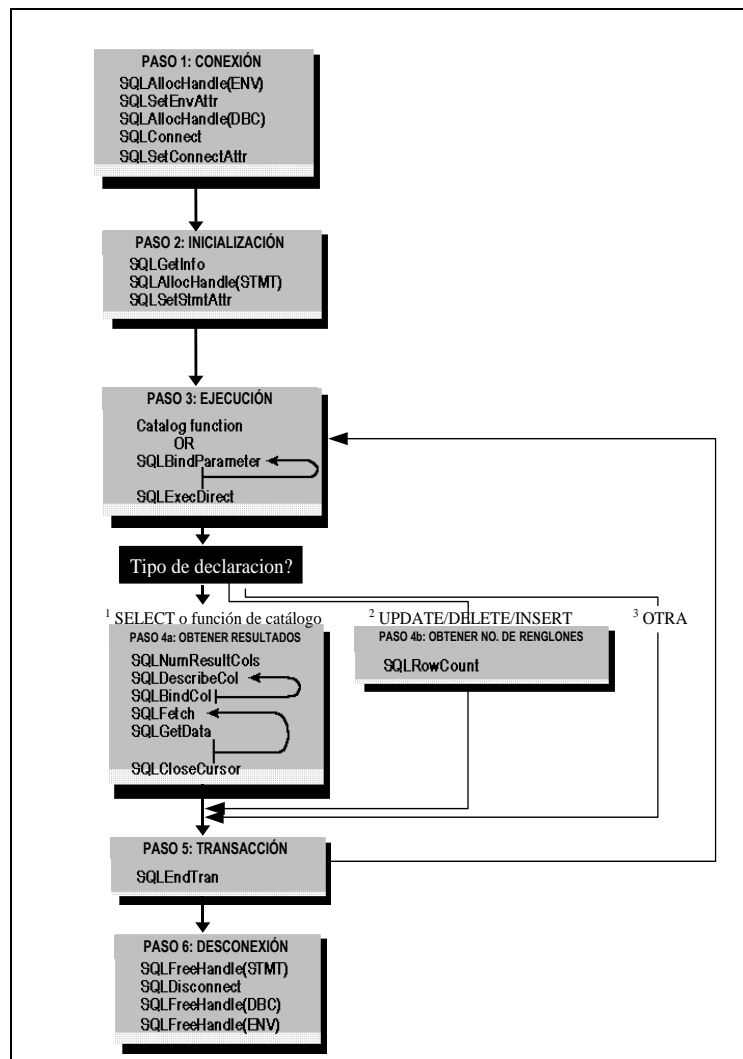 PASO 1: CONEXIÓN
SQLAllocHandle(ENV)
SQLSetEnvAttr
SQLAllocHandle(DBC)
SQLConnect
SQLSetConnectAttr
PASO 2: INICIALIZACIÓN
SQLGetInfo
SQLAllocHandle(STMT)
SQLSetStmtAttr
PASO 3: EJECUCIÓN
Catalog function
OR
SQLBindParameter
SQLExecDirect
Tipo de declaracion?
1 SELECT o función de catálogo
2 UPDATE/DELETE/INSERT
3 OTRA
PASO 4a: OBTENER RESULTADOS
SQLNumResultCols
SQLDescribeCol
SQLBindCol
SQLFetch
SQLGetData
SQLCloseCursor
PASO 4b: OBTENER NO. DE RENGLONES
SQLRowCount
PASO 5: TRANSACCIÓN
SQLEndTran
PASO 6: DESCONEXIÓN
SQLFreeHandle(STMT)
SQLDisconnect
SQLFreeHandle(DBC)
SQLFreeHandle(ENV)